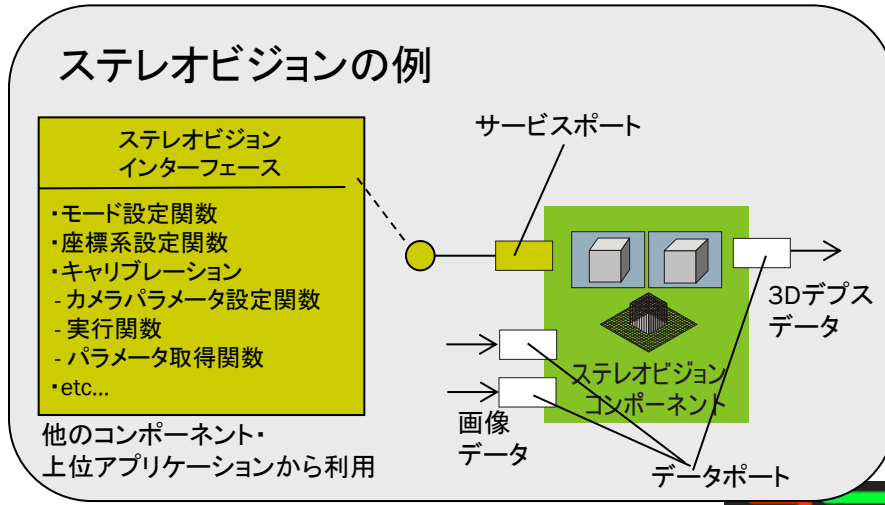 ステレオビジョンの例
ステレオビジョン
インターフェース
・モード設定関数
・座標系設定関数
・キャリブレーション
- カメラパラメータ設定関数
- 実行関数
- パラメータ取得関数
・etc...
他のコンポーネント・
上位アプリケーションから利用
サービスポート
3Dデプス
データ
ステレオビジョン
コンポーネント
画像
データ
データポート